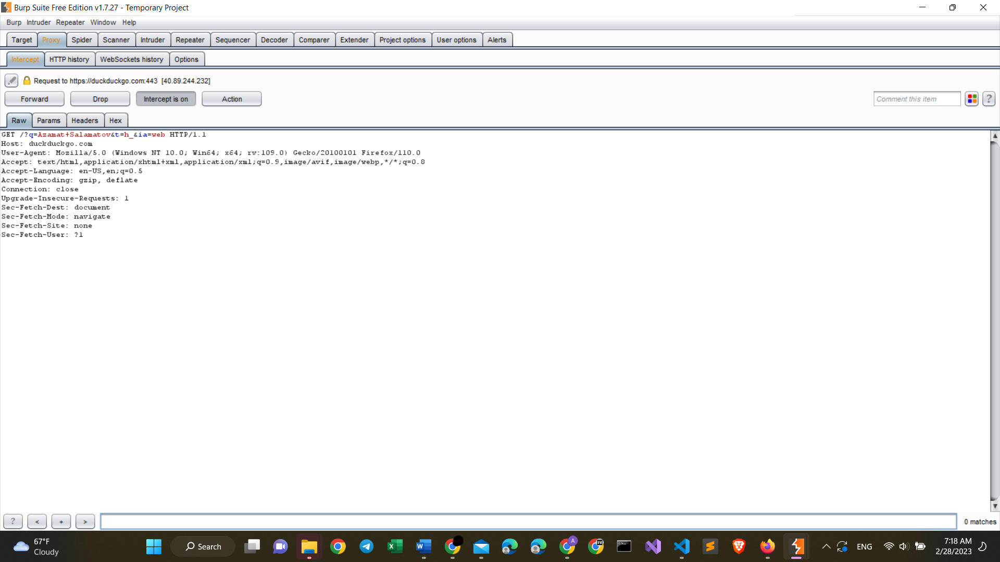 Burp Suite Free Edition v1.7.27 - Temporary Project
Burp Intruder Repeater Window Help
Target Proxy Spider Scanner Intruder Repeater Sequencer Decoder Comparer Extender Project options User options Alerts
Intercept HTTP history WebSockets history Options
Request to https://duckduckgo.com:443 [40.89.244.232]
Forward Drop Intercept is on Action Comment this item ?
Raw Params Headers Hex
GET /?q=Azamat+Salamatov&t=h_&ia=web HTTP/1.1
Host: duckduckgo.com
User-Agent: Mozilla/5.0 (Windows NT 10.0; Win64; x64; rv:109.0) Gecko/20100101 Firefox/110.0
Accept: text/html,application/xhtml+xml,application/xml;q=0.9,image/avif,image/webp,*/*;q=0.8
Accept-Language: en-US,en;q=0.5
Accept-Encoding: gzip, deflate
Connection: close
Upgrade-Insecure-Requests: 1
Sec-Fetch-Dest: document
Sec-Fetch-Mode: navigate
Sec-Fetch-Site: none
Sec-Fetch-User: ?1
? < + > 0 matches
67°F
Cloudy
Search
ENG
7:18 AM
2/28/2023